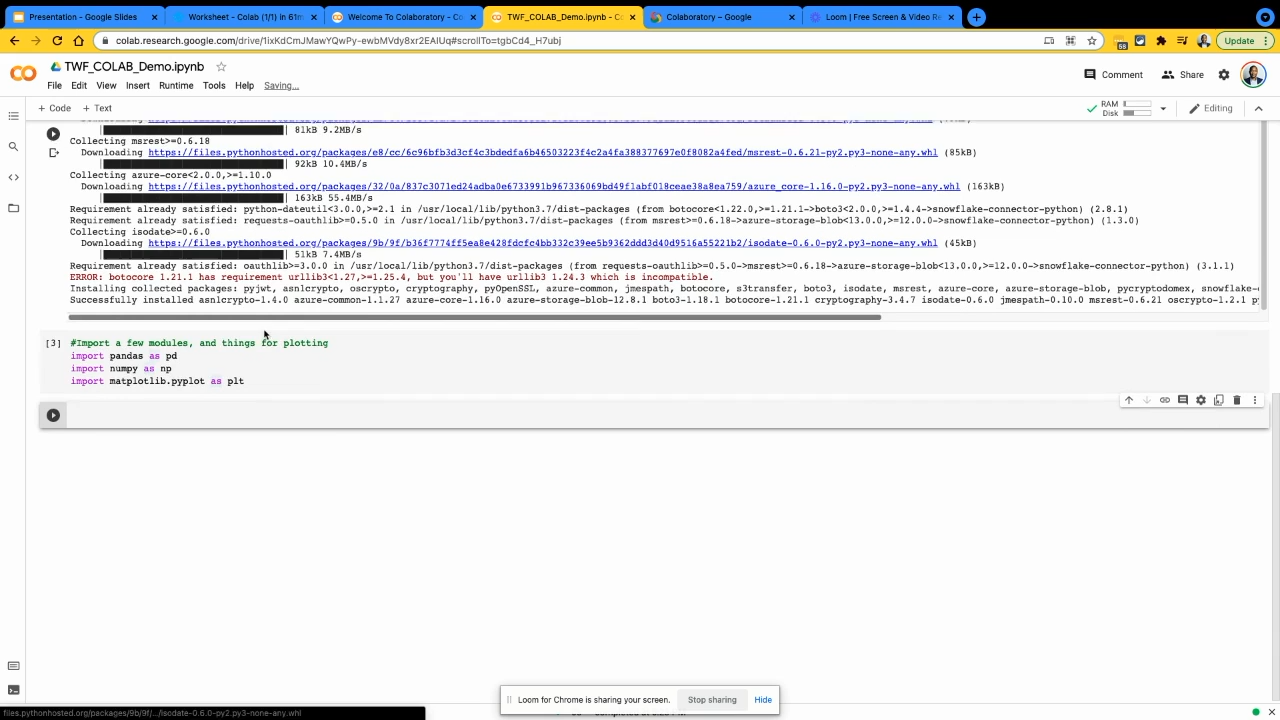 Presentation - Google Slides
Worksheet - Colab (1/1) in 61m
Welcome To Colaboratory - Co
TWF_COLAB_Demo.ipynb - C
Colaboratory – Google
Loom | Free Screen & Video Re
colab.research.google.com/drive/1ixKdCmJMawYQwPy-ewbMVdy8xr2EAIUq#scrollTo=tgbCd4_H7ubj
68
Update
TWF_COLAB_Demo.ipynb
File Edit View Insert Runtime Tools Help Saving...
Comment
Share
+ Code + Text
RAM
Disk
Editing
81kB 9.2MB/s
Collecting msrest>=0.6.18
Downloading https://files.pythonhosted.org/packages/e8/cc/6c96bfb3d3cf4c3bdedfa6b46503223f4c2a4fa388377697e0f8082a4fed/msrest-0.6.21-py2.py3-none-any.whl (85kB)
92kB 10.4MB/s
Collecting azure-core<2.0.0,>=1.10.0
Downloading https://files.pythonhosted.org/packages/32/0a/837c3071ed24adba0e6733991b967336069bd49f1abf018ceae38a8ea759/azure_core-1.16.0-py2.py3-none-any.whl (163kB)
163kB 55.4MB/s
Requirement already satisfied: python-dateutil<3.0.0,>=2.1 in /usr/local/lib/python3.7/dist-packages (from botocore<1.22.0,>=1.21.1->boto3<2.0.0,>=1.4.4->snowflake-connector-python) (2.8.1)
Requirement already satisfied: requests-oauthlib>=0.5.0 in /usr/local/lib/python3.7/dist-packages (from msrest>=0.6.18->azure-storage-blob<13.0.0,>=12.0.0->snowflake-connector-python) (1.3.0)
Collecting isodate>=0.6.0
Downloading https://files.pythonhosted.org/packages/9b/9f/b36f7774ff5ea8e428fdcfc4bb332c39ee5b9362ddd3d40d9516a55221b2/isodate-0.6.0-py2.py3-none-any.whl (45kB)
51kB 7.4MB/s
Requirement already satisfied: oauthlib>=3.0.0 in /usr/local/lib/python3.7/dist-packages (from requests-oauthlib>=0.5.0->msrest>=0.6.18->azure-storage-blob<13.0.0,>=12.0.0->snowflake-connector-python) (3.1.1)
ERROR: botocore 1.21.1 has requirement urllib3<1.27,>=1.25.4, but you'll have urllib3 1.24.3 which is incompatible.
Installing collected packages: pyjwt, asn1crypto, oscrypto, cryptography, pyOpenSSL, azure-common, jmespath, botocore, s3transfer, boto3, isodate, msrest, azure-core, azure-storage-blob, pycryptodomex, snowflake-
Successfully installed asn1crypto-1.4.0 azure-common-1.1.27 azure-core-1.16.0 azure-storage-blob-12.8.1 boto3-1.18.1 botocore-1.21.1 cryptography-3.4.7 isodate-0.6.0 jmespath-0.10.0 msrest-0.6.21 oscrypto-1.2.1
[3] #Import a few modules, and things for plotting
import pandas as pd
import numpy as np
import matplotlib.pyplot as plt
Loom for Chrome is sharing your screen.
Stop sharing
Hide
files.pythonhosted.org/packages/9b/9f/.../isodate-0.6.0-py2.py3-none-any.whl